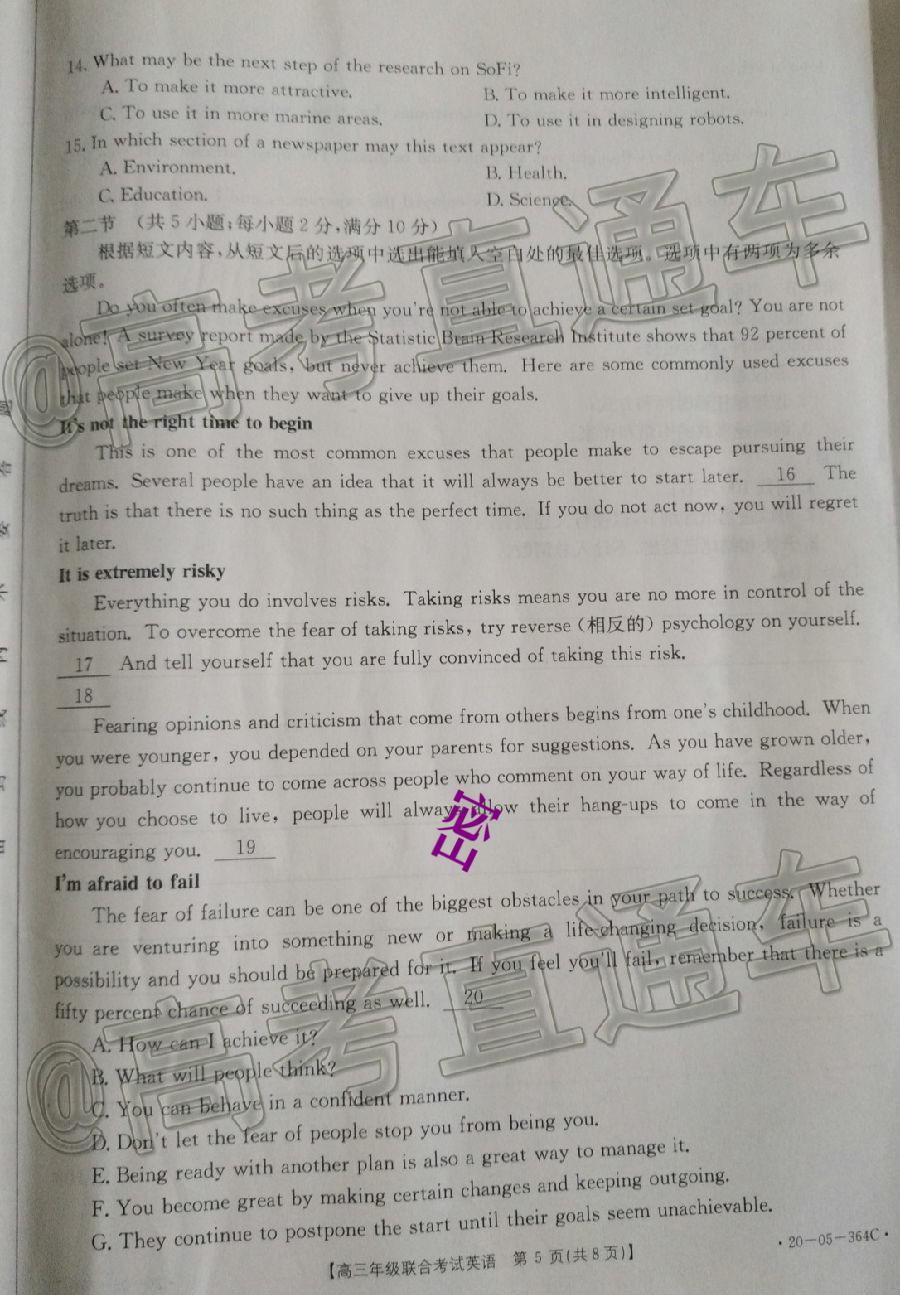 14. What may be the next step of the research on SoFi?
A. To make it more attractive.    B. To make it more intelligent.
C. To use it in more marine areas.    D. To use it in designing robots.
15. In which section of a newspaper may this text appear?
A. Environment.    B. Health.
C. Education.    D. Science.
第二节 (共5小题;每小题2分,满分10分)
根据短文内容,从短文后的选项中选出能填入空白处的最佳选项。选项中有两项为多余
选项。
Do you often make excuses when you're not able to achieve a certain set goal? You are not
alone! A survey report made by the Statistic Brain Research Institute shows that 92 percent of
people set New Year goals, but never achieve them. Here are some commonly used excuses
that people make when they want to give up their goals.
It's not the right time to begin
This is one of the most common excuses that people make to escape pursuing their
dreams. Several people have an idea that it will always be better to start later. 16 The
truth is that there is no such thing as the perfect time. If you do not act now, you will regret
it later.
It is extremely risky
Everything you do involves risks. Taking risks means you are no more in control of the
situation. To overcome the fear of taking risks, try reverse (相反的) psychology on yourself.
17 And tell yourself that you are fully convinced of taking this risk.
18
Fearing opinions and criticism that come from others begins from one's childhood. When
you were younger, you depended on your parents for suggestions. As you have grown older,
you probably continue to come across people who comment on your way of life. Regardless of
how you choose to live, people will always allow their hang-ups to come in the way of
encouraging you. 19
I'm afraid to fail
The fear of failure can be one of the biggest obstacles in your path to success. Whether
you are venturing into something new or making a life-changing decision, failure is a
possibility and you should be prepared for it. If you feel you'll fail, remember that there is a
fifty percent chance of succeeding as well. 20
A. How can I achieve it?
B. What will people think?
C. You can behave in a confident manner.
D. Don't let the fear of people stop you from being you.
E. Being ready with another plan is also a great way to manage it.
F. You become great by making certain changes and keeping outgoing.
G. They continue to postpone the start until their goals seem unachievable.
【高三年级联合考试英语 第5页(共8页)】
·20-05-364C·
@高考直通车
密
@高考直通车